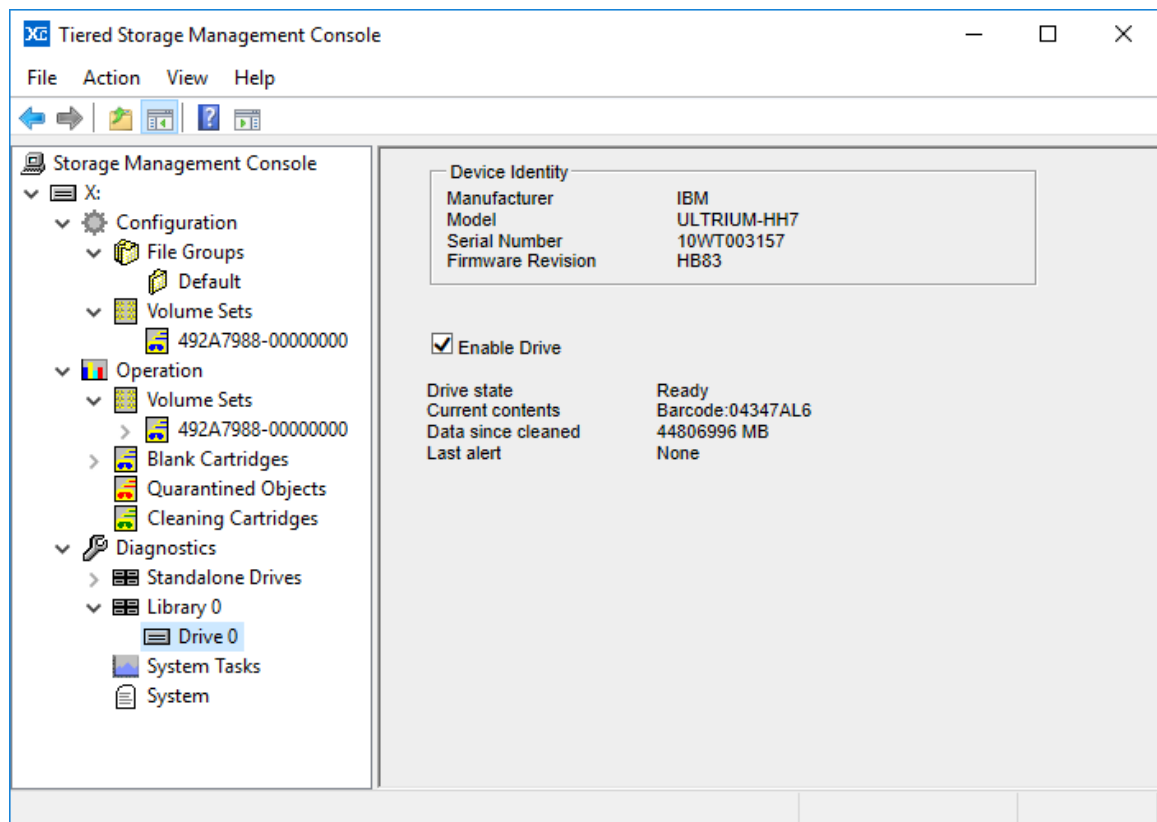 XC Tiered Storage Management Console
File Action View Help
Storage Management Console
X:
Configuration
File Groups
Default
Volume Sets
492A7988-00000000
Operation
Volume Sets
492A7988-00000000
Blank Cartridges
Quarantined Objects
Cleaning Cartridges
Diagnostics
Standalone Drives
Library 0
Drive 0
System Tasks
System
Device Identity
Manufacturer IBM
Model ULTRIUM-HH7
Serial Number 10WT003157
Firmware Revision HB83
Enable Drive
Drive state Ready
Current contents Barcode:04347AL6
Data since cleaned 44806996 MB
Last alert None